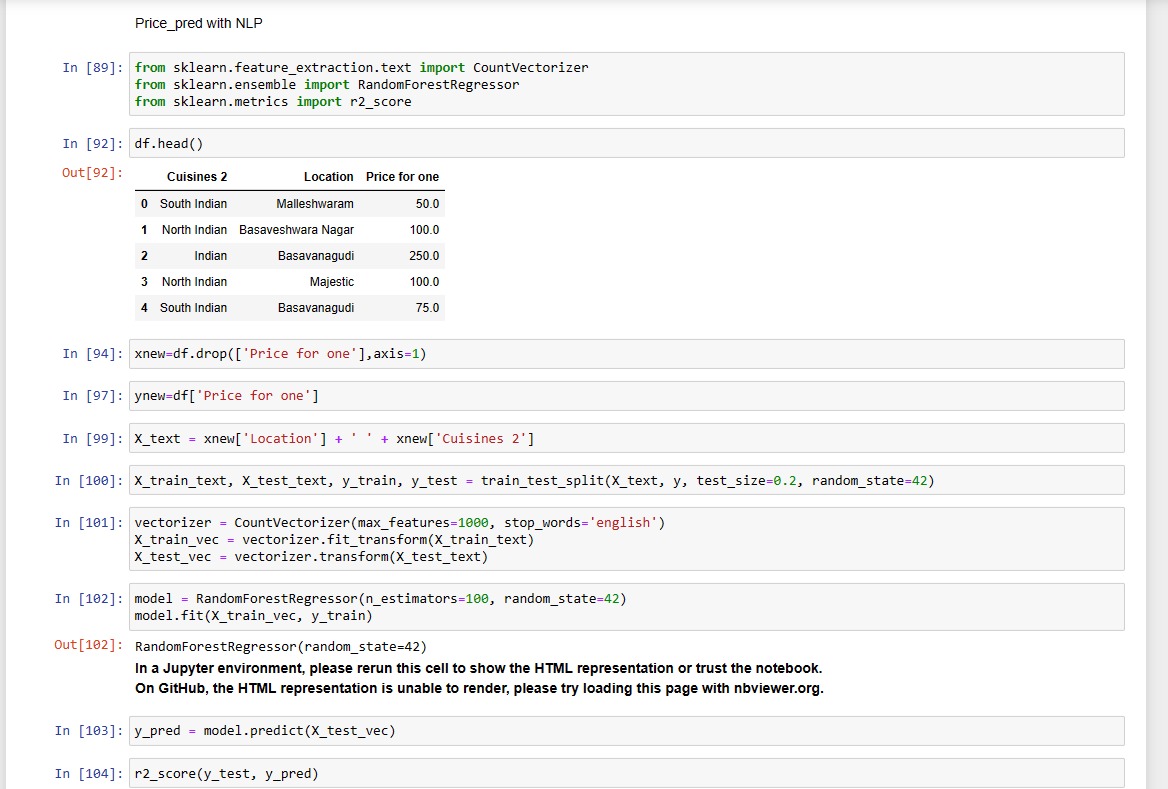 Price_pred with NLP
In [89]: from sklearn.feature_extraction.text import CountVectorizer
from sklearn.ensemble import RandomForestRegressor
from sklearn.metrics import r2_score
In [92]: df.head()
Out[92]:
Cuisines 2 Location Price for one
0 South Indian Malleshwaram 50.0
1 North Indian Basaveshwara Nagar 100.0
2 Indian Basavanagudi 250.0
3 North Indian Majestic 100.0
4 South Indian Basavanagudi 75.0
In [94]: xnew=df.drop(['Price for one'],axis=1)
In [97]: ynew=df['Price for one']
In [99]: X_text = xnew['Location'] + ' ' + xnew['Cuisines 2']
In [100]: X_train_text, X_test_text, y_train, y_test = train_test_split(X_text, y, test_size=0.2, random_state=42)
In [101]: vectorizer = CountVectorizer(max_features=1000, stop_words='english')
X_train_vec = vectorizer.fit_transform(X_train_text)
X_test_vec = vectorizer.transform(X_test_text)
In [102]: model = RandomForestRegressor(n_estimators=100, random_state=42)
model.fit(X_train_vec, y_train)
Out[102]: RandomForestRegressor(random_state=42)
In a Jupyter environment, please rerun this cell to show the HTML representation or trust the notebook.
On GitHub, the HTML representation is unable to render, please try loading this page with nbviewer.org.
In [103]: y_pred = model.predict(X_test_vec)
In [104]: r2_score(y_test, y_pred)